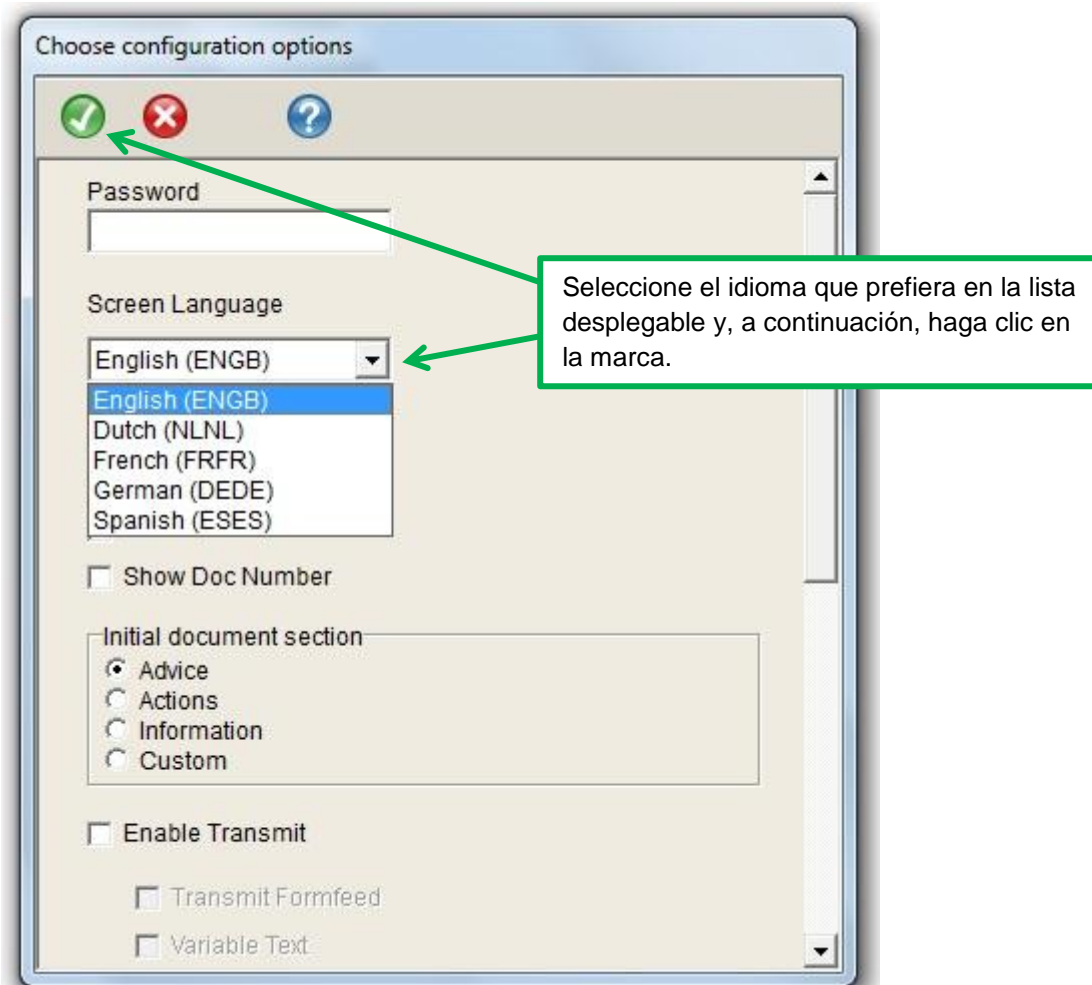 Choose configuration options
Password
Screen Language
Seleccione el idioma que prefiera en la lista
desplegable y, a continuación, haga clic en
la marca.
English (ENGB)
English (ENGB)
Dutch (NLNL)
French (FRFR)
German (DEDE)
Spanish (ESES)
Show Doc Number
Initial document section
Advice
Actions
Information
Custom
Enable Transmit
Transmit Formfeed
Variable Text